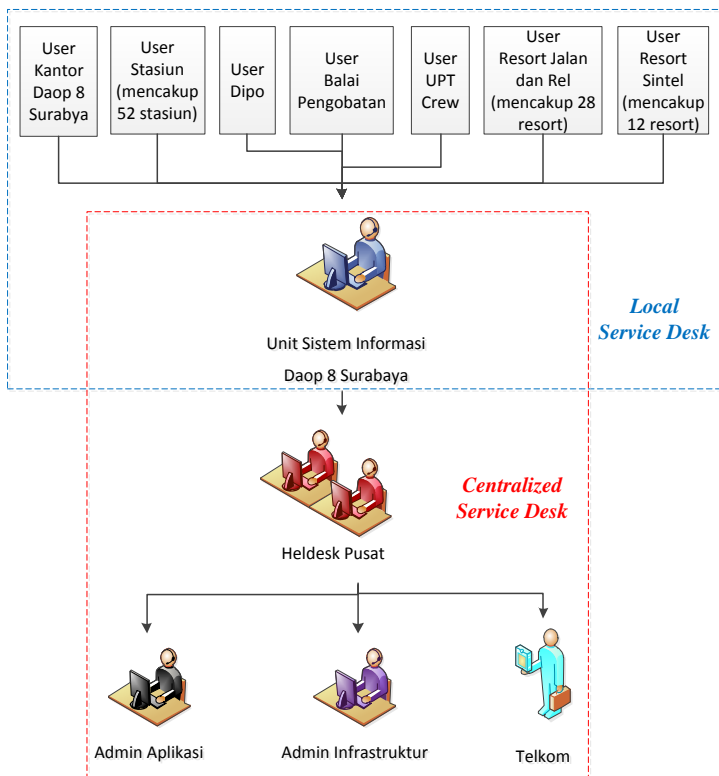 User
Kantor
Daop 8
Surabya
User
Stasiun
(mencakup
52 stasiun)
User
Dipo
User
Balai
Pengobatan
User
UPT
Crew
User
Resort Jalan
dan Rel
(mencakup 28
resort)
User
Resort
Sintel
(mencakup
12 resort)
Unit Sistem Informasi
Daop 8 Surabaya
Local
Service Desk
Centralized
Service Desk
Heldesk Pusat
Admin Aplikasi
Admin Infrastruktur
Telkom